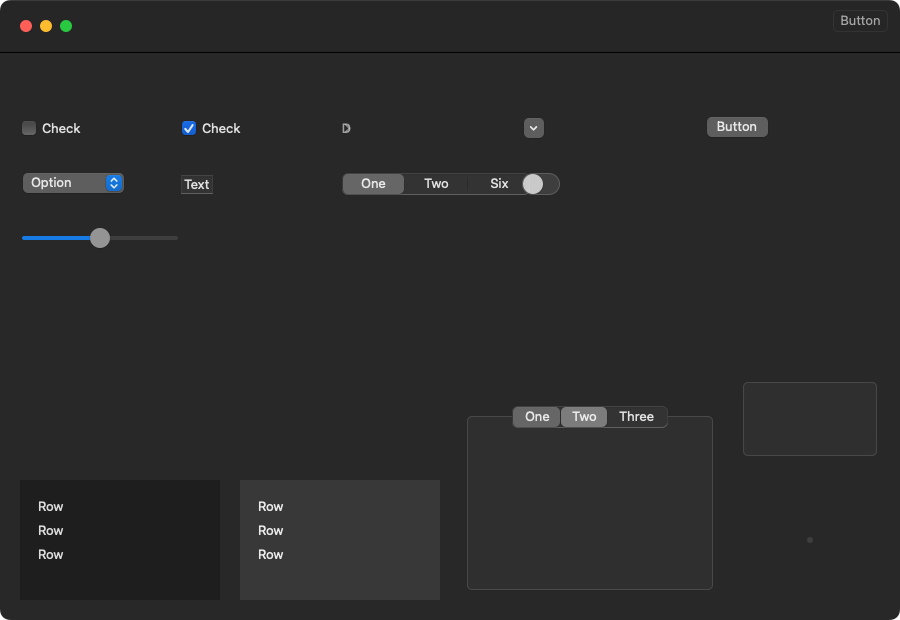 Button
Check
Check
D
Button
Option
Text
One Two Six
One Two Three
Row
Row
Row
Row
Row
Row